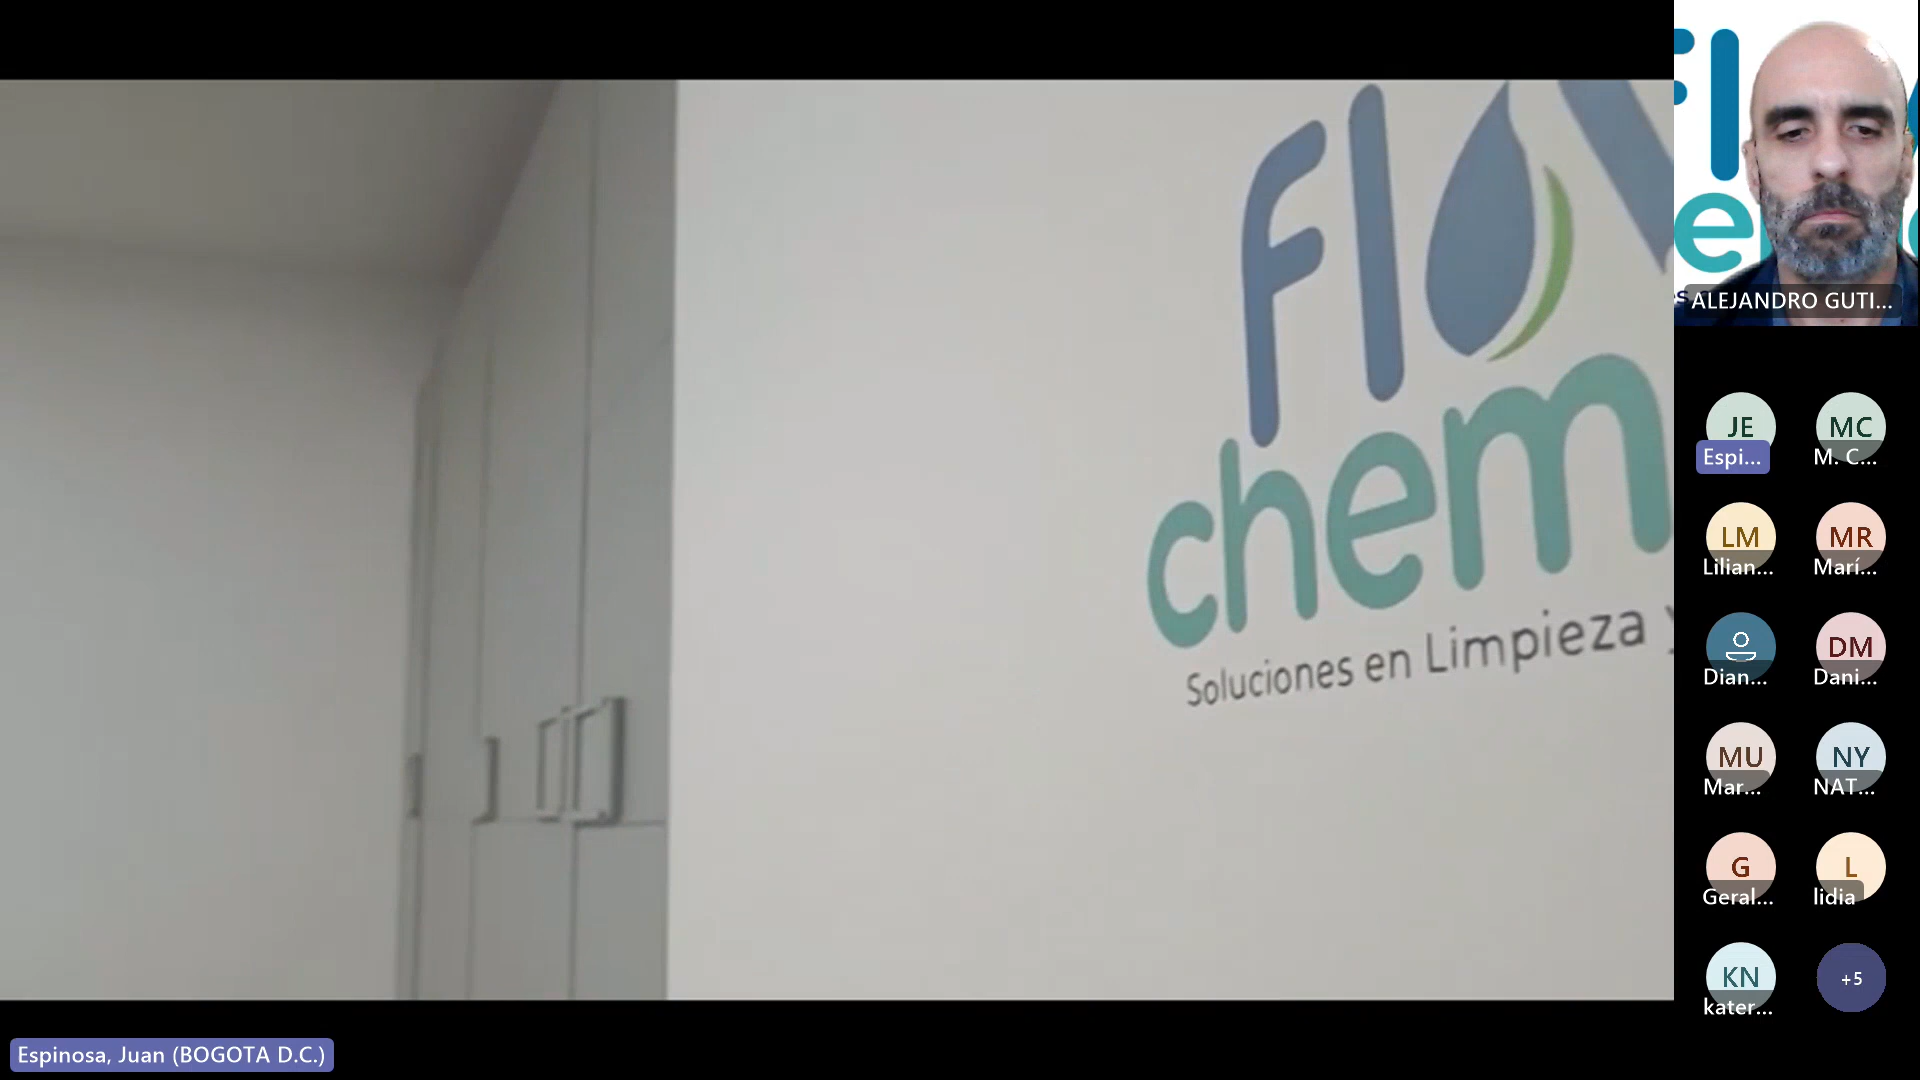 Fl
chem
Soluciones en Limpieza y
Fl
e
ALEJANDRO GUTI...
JE
Espi...
MC
M. C...
LM
Lilian...
MR
Marí...
Dian...
DM
Dani...
MU
Mar...
NY
NAT...
G
Geral...
L
lidia
KN
kater...
+5
Espinosa, Juan (BOGOTA D.C.)